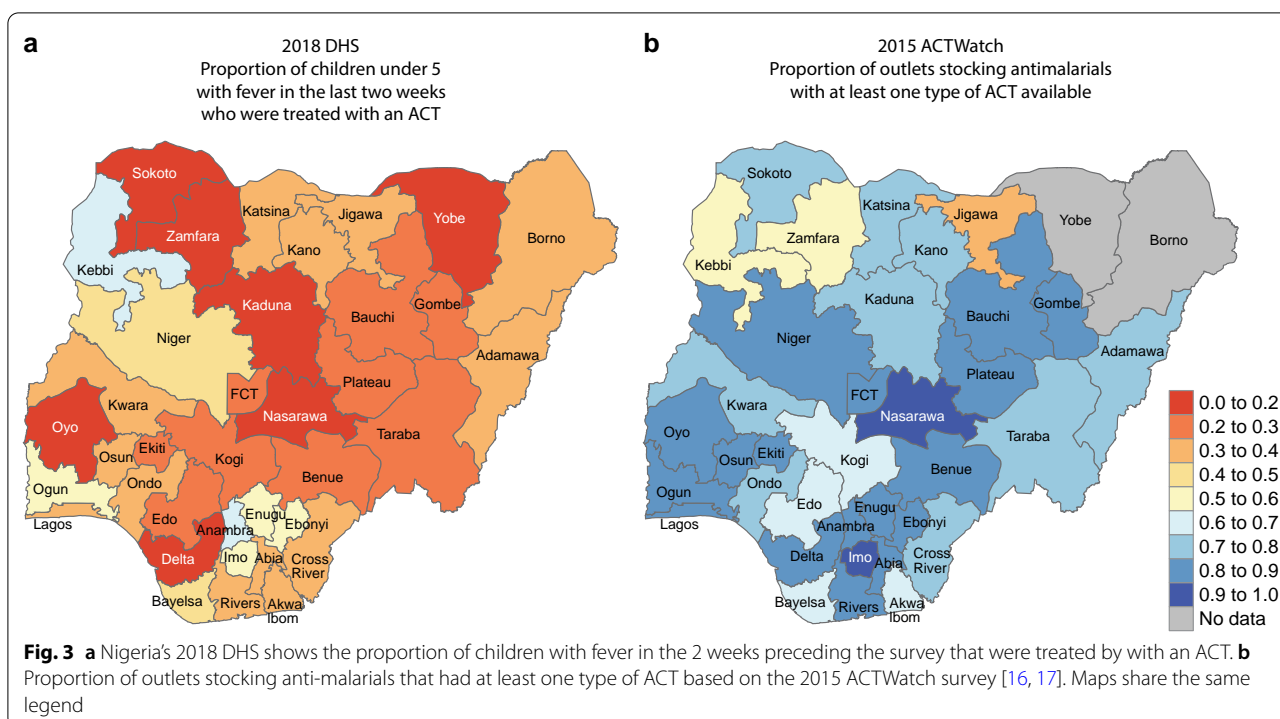 a
2018 DHS
Proportion of children under 5
with fever in the last two weeks
who were treated with an ACT
Sokoto
Katsina
Jigawa
Yobe
Borno
Zamfara
Kano
Kebbi
Kaduna
Bauchi
Gombe
Niger
Adamawa
Plateau
FCT
Kwara
Nasarawa
Oyo
Taraba
Osun
Ekiti
Kogi
Benue
Ondo
Ogun
Edo
Enugu
Lagos
Anambra
Ebonyi
Delta
Imo
Abia
Cross
River
Bayelsa
Rivers
Akwa
Ibom
b
2015 ACTWatch
Proportion of outlets stocking antimalarials
with at least one type of ACT available
Sokoto
Katsina
Jigawa
Yobe
Borno
Zamfara
Kano
Kebbi
Kaduna
Bauchi
Gombe
Niger
Adamawa
Plateau
FCT
Kwara
Nasarawa
Oyo
Taraba
Osun
Ekiti
Kogi
Benue
Ondo
Ogun
Edo
Enugu
Lagos
Anambra
Ebonyi
Delta
Imo
Abia
Cross
River
Bayelsa
Rivers
Akwa
Ibom
0.0 to 0.2
0.2 to 0.3
0.3 to 0.4
0.4 to 0.5
0.5 to 0.6
0.6 to 0.7
0.7 to 0.8
0.8 to 0.9
0.9 to 1.0
No data
Fig. 3 a Nigeria's 2018 DHS shows the proportion of children with fever in the 2 weeks preceding the survey that were treated by with an ACT. b
Proportion of outlets stocking anti-malarials that had at least one type of ACT based on the 2015 ACTWatch survey [16, 17]. Maps share the same
legend